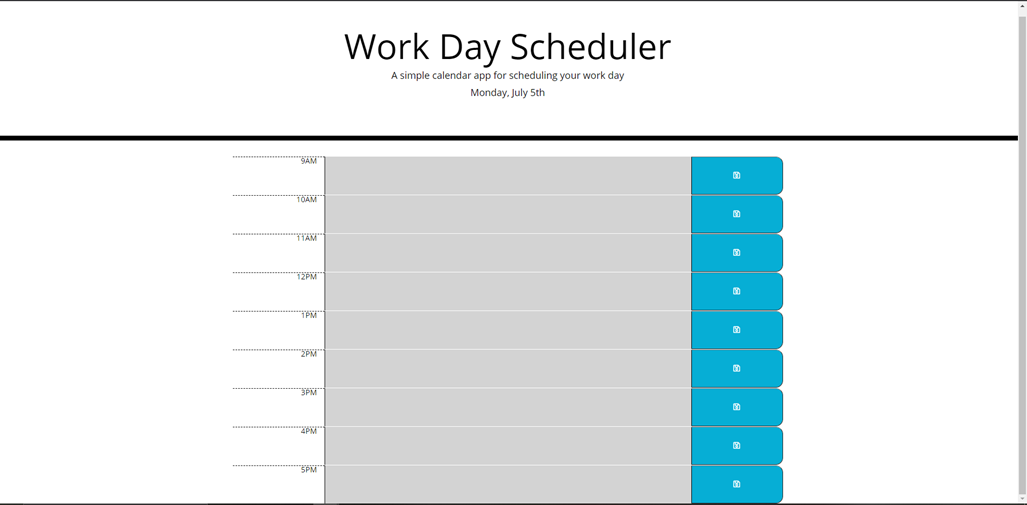 Work Day Scheduler
A simple calendar app for scheduling your work day
Monday, July 5th
9AM
10AM
11AM
12PM
1PM
2PM
3PM
4PM
5PM